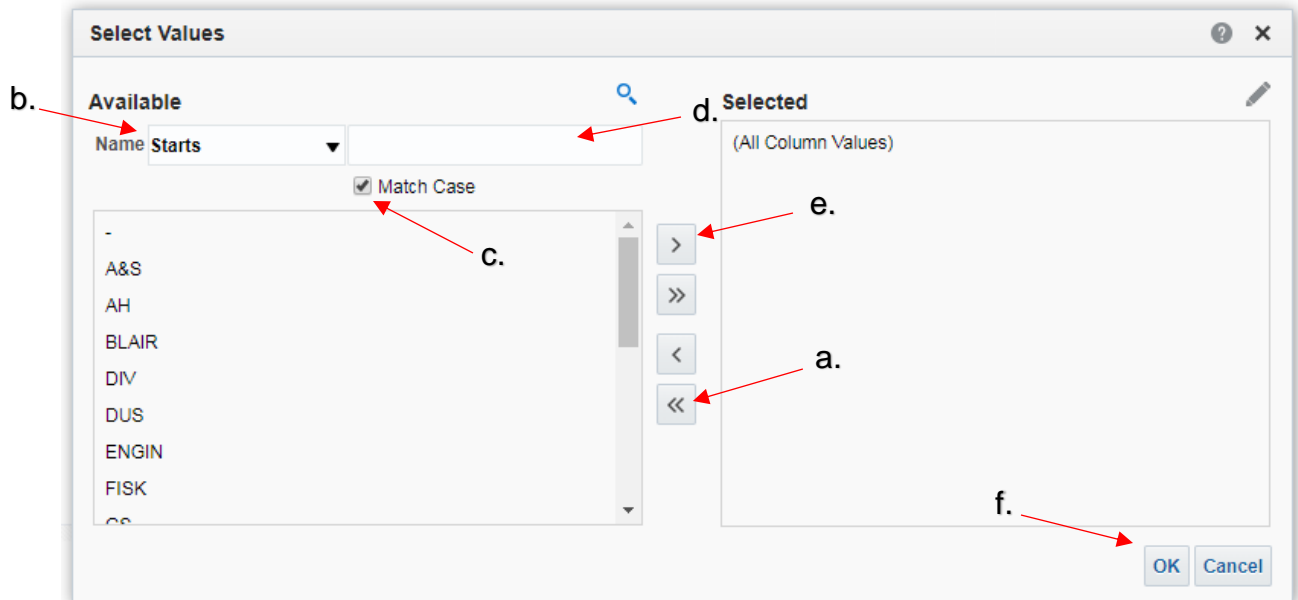 Select Values
b.
Available
Selected
d.
Name Starts
(All Column Values)
Match Case
e.
c.
-
A&S
AH
BLAIR
a.
DIV
DUS
ENGIN
FISK
f.
OK Cancel